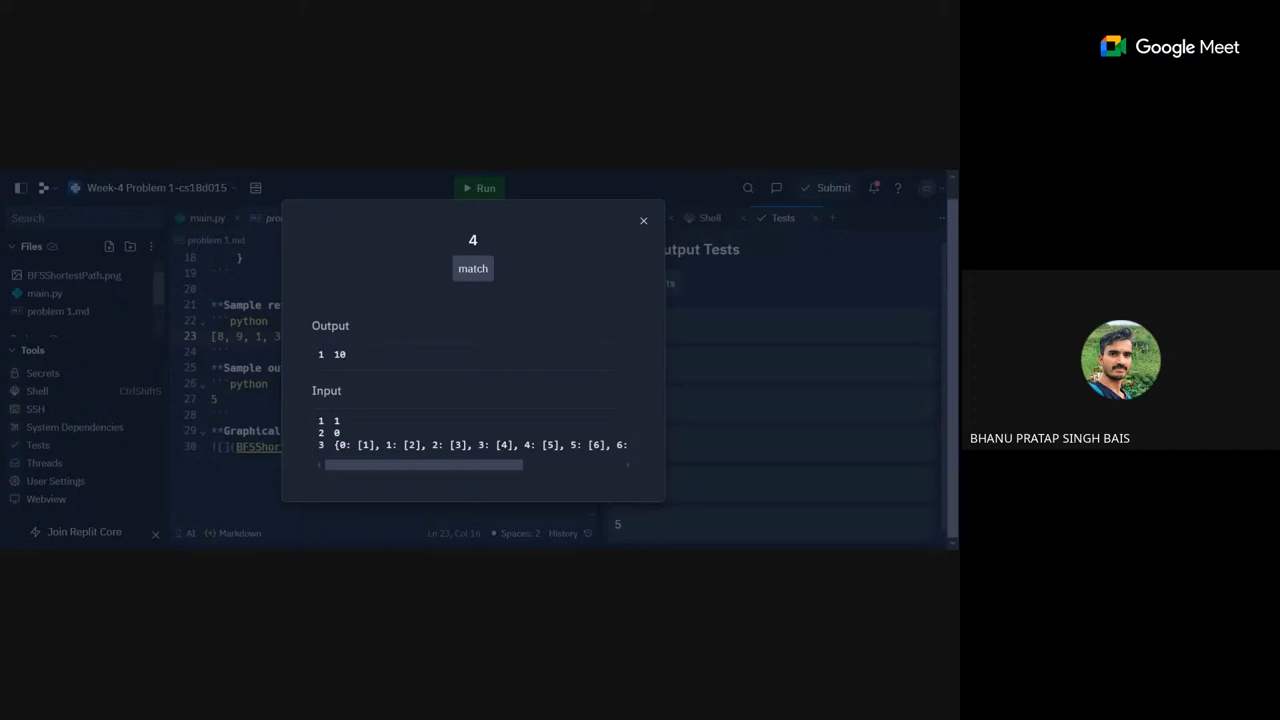 Google Meet
Week-4 Problem 1-cs18d015
Run
Submit
Search
main.py
Shell
Tests
Files
problem 1.md
4
match
utput Tests
BFSShortestPath.png
main.py
problem 1.md
18 }
19 ```
20
21 **Sample re
22 ```python
23 [8, 9, 1, 3
24 ```
25 **Sample ou
26 ```python
27 5
28 ```
29 **Graphical
30 ![](BFSShor
Output
1 10
Input
1 1
2 0
3 {0: [1], 1: [2], 2: [3], 3: [4], 4: [5], 5: [6], 6:
Tools
Secrets
Shell CtrlShiftS
SSH
System Dependencies
Tests
Threads
User Settings
Webview
Join Replit Core
AI
Markdown
Ln 23, Col 16
Spaces: 2
History
5
BHANU PRATAP SINGH BAIS